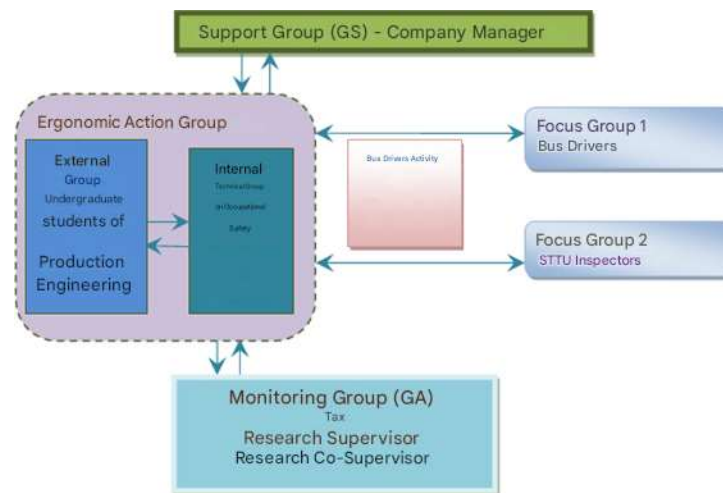 Support Group (GS) - Company Manager
Ergonomic Action Group
External
Group
Undergraduate
students of
Production
Engineering
Internal
Technical Group
on Occupational
Safety
Bus Drivers Activity
Focus Group 1
Bus Drivers
Focus Group 2
STTU Inspectors
Monitoring Group (GA)
Tax
Research Supervisor
Research Co-Supervisor